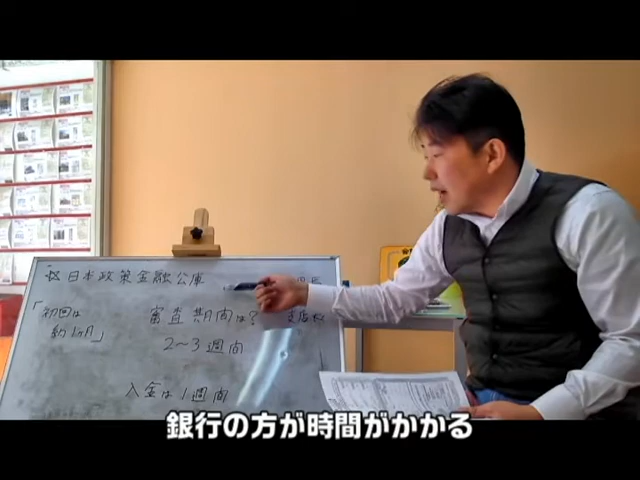 ※日本政策金融公庫
「初回は
約1ヶ月」
審査期間は?
2〜3週間
入金は1週間
銀行の方が時間がかかる